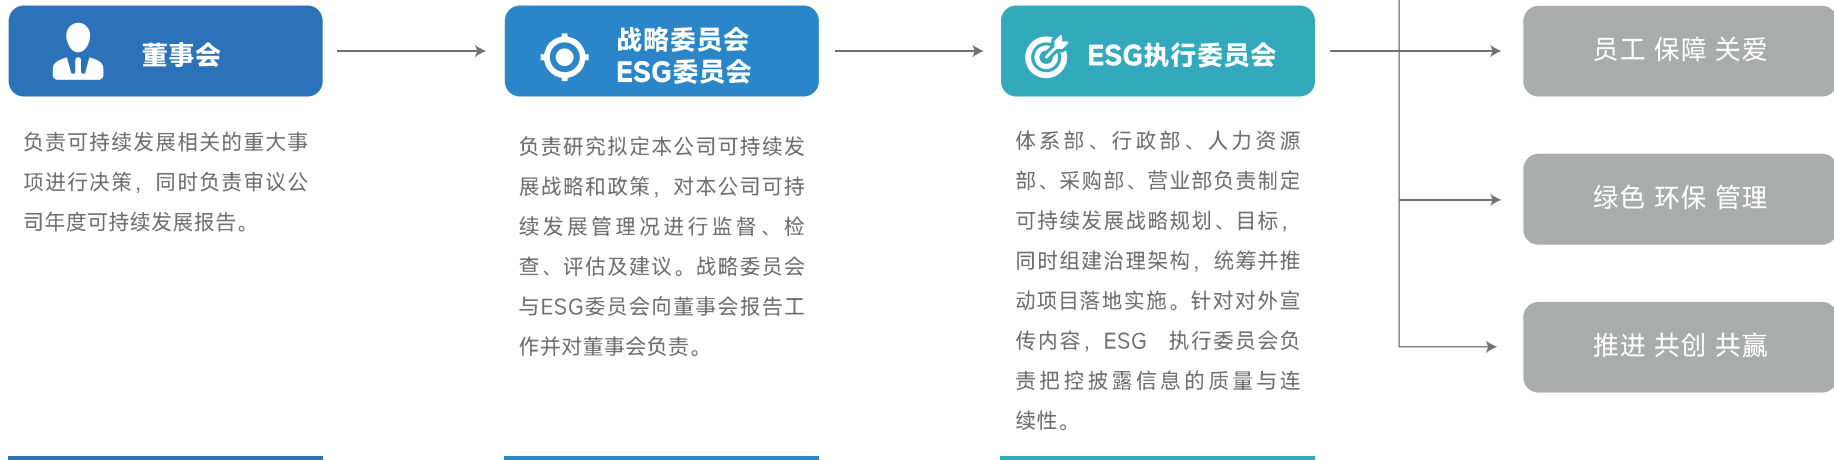 董事会
负责可持续发展相关的重大事
项进行决策，同时负责审议公
司年度可持续发展报告。
战略委员会
ESG委员会
负责研究拟定本公司可持续发
展战略和政策，对本公司可持
续发展管理况进行监督、检
查、评估及建议。战略委员会
与ESG委员会向董事会报告工
作并对董事会负责。
ESG执行委员会
体系部、行政部、人力资源
部、采购部、营业部负责制定
可持续发展战略规划、目标，
同时组建治理架构，统筹并推
动项目落地实施。针对对外宣
传内容，ESG 执行委员会负
责把控披露信息的质量与连
续性。
员工 保障 关爱
绿色 环保 管理
推进 共创 共赢